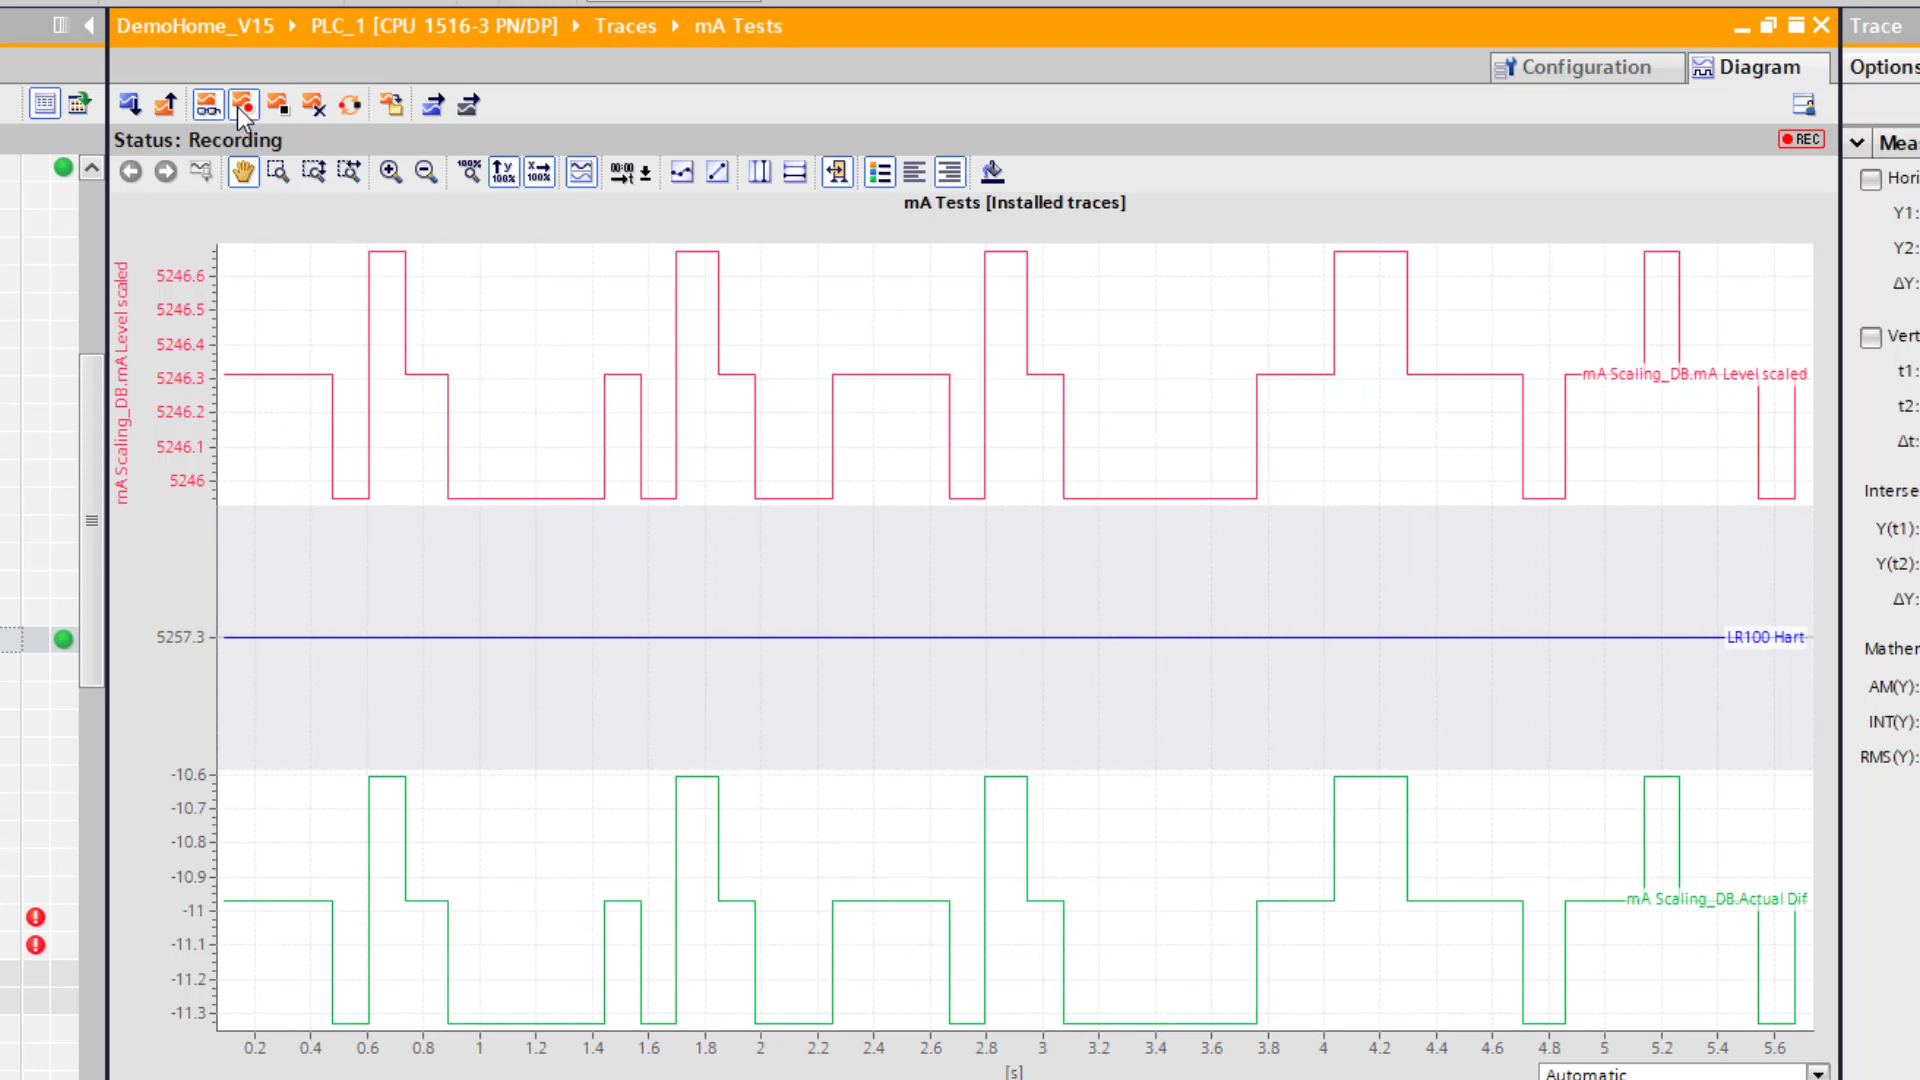 DemoHome_V15 ▸ PLC_1 [CPU 1516-3 PN/DP] ▸ Traces ▸ mA Tests
Trace
Configuration
Diagram
Options
Status: Recording
REC
mA Tests [Installed traces]
mA Scaling_DB.mA Level scaled
5246.6
5246.5
5246.4
5246.3
5246.2
5246.1
5246
mA Scaling_DB.mA Level scaled
5257.3
LR100 Hart
-10.6
-10.7
-10.8
-10.9
-11
-11.1
-11.2
-11.3
mA Scaling_DB.Actual Dif
0.2 0.4 0.6 0.8 1 1.2 1.4 1.6 1.8 2 2.2 2.4 2.6 2.8 3 3.2 3.4 3.6 3.8 4 4.2 4.4 4.6 4.8 5 5.2 5.4 5.6
[s]
Automatic
Mea
Hori
Y1:
Y2:
ΔY:
Vert
t1:
t2:
Δt:
Interse
Y(t1):
Y(t2):
ΔY:
Mather
AM(Y):
INT(Y):
RMS(Y):